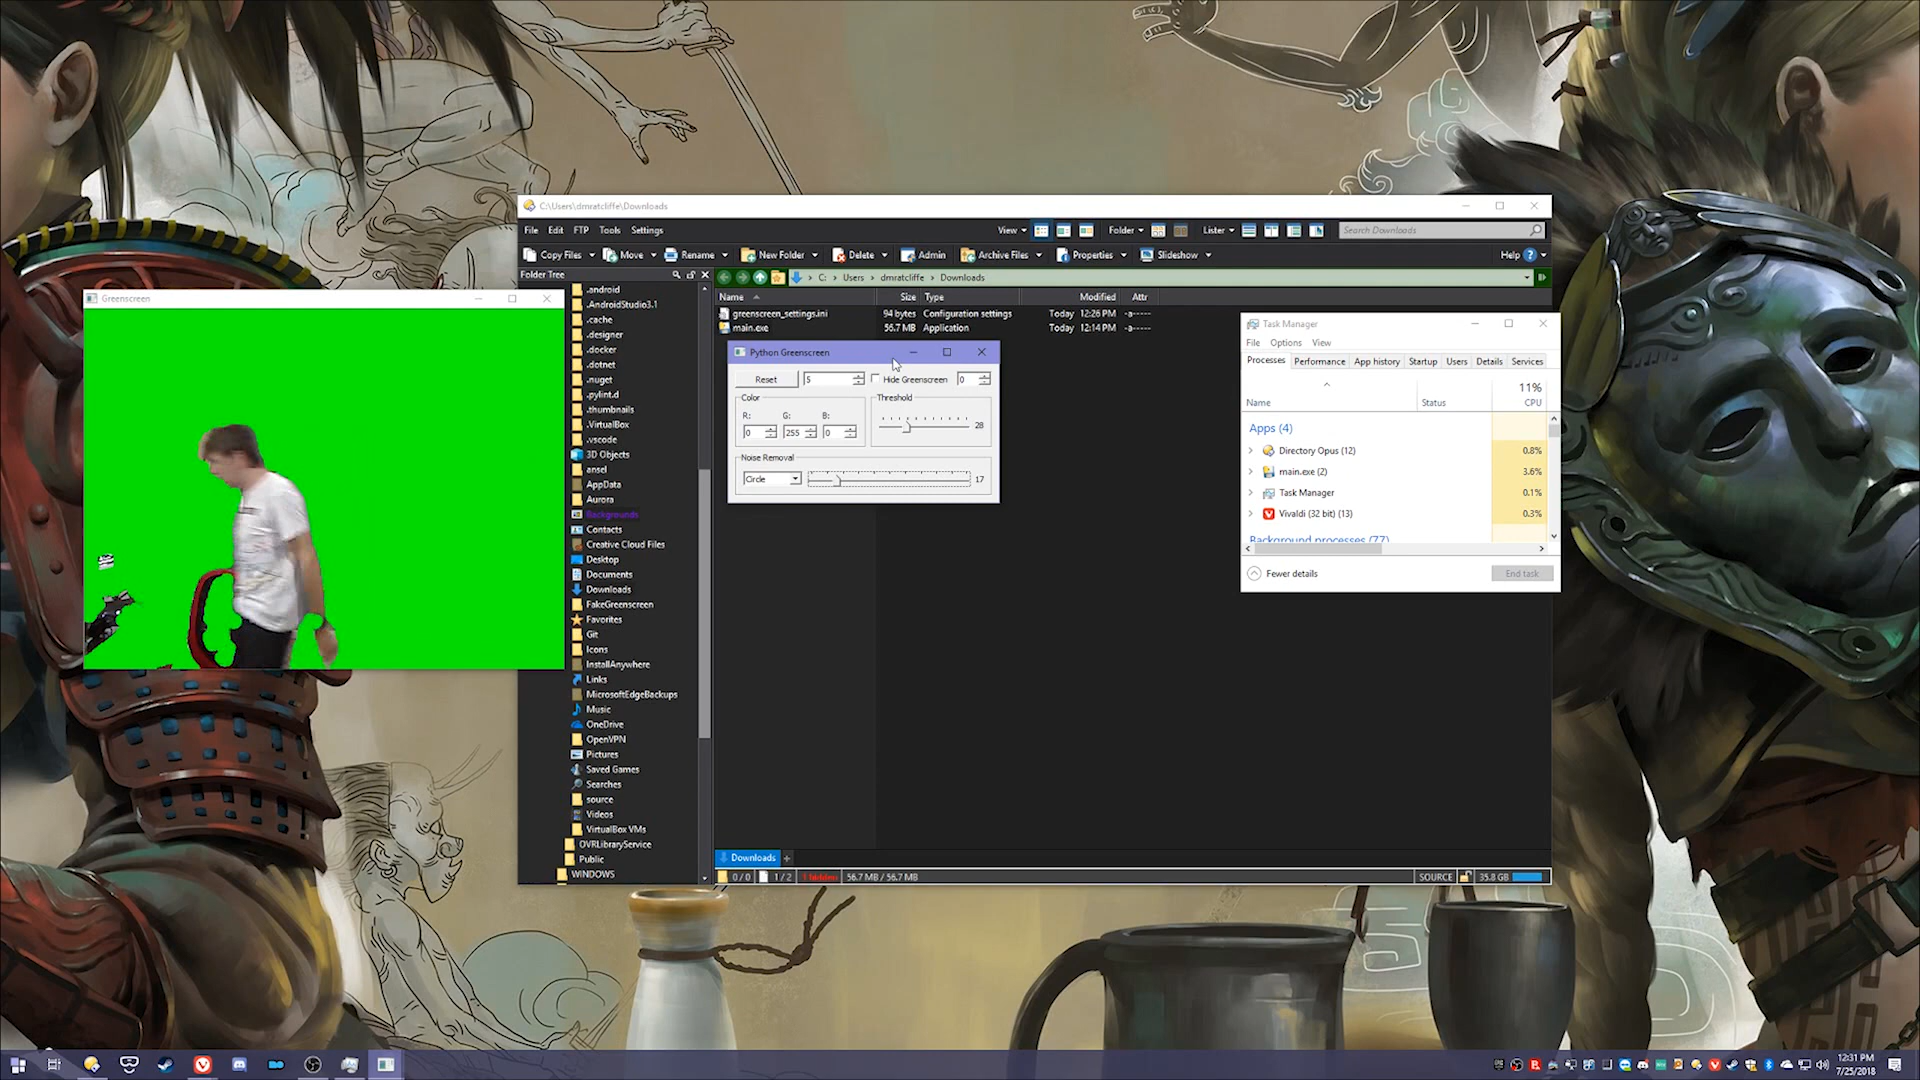 C:\Users\dmratcliffe\Downloads
File Edit FTP Tools Settings
View Folder Lister Search Downloads
Copy Files Move Rename New Folder Delete Admin Archive Files Properties Slideshow Help
Folder Tree
C: Users dmratcliffe Downloads
Name Size Type Modified Attr
greenscreen_settings.ini 94 bytes Configuration settings Today 12:26 PM -a-----
main.exe 56.7 MB Application Today 12:14 PM -a-----
.android
.AndroidStudio3.1
.cache
.designer
.docker
.dotnet
.nuget
.pylint.d
.thumbnails
.VirtualBox
.vscode
3D Objects
ansel
AppData
Aurora
Backgrounds
Contacts
Creative Cloud Files
Desktop
Documents
Downloads
FakeGreenscreen
Favorites
Git
Icons
InstallAnywhere
Links
MicrosoftEdgeBackups
Music
OneDrive
OpenVPN
Pictures
Saved Games
Searches
source
Videos
VirtualBox VMs
OVRLibraryService
Public
WINDOWS
Downloads
0 / 0 1 / 2 1 hidden 56.7 MB / 56.7 MB SOURCE 35.8 GB
Greenscreen
Python Greenscreen
Reset 5 Hide Greenscreen 0
Color Threshold
R: G: B:
0 255 0 28
Noise Removal
Circle 17
Task Manager
File Options View
Processes Performance App history Startup Users Details Services
11%
Name Status CPU
Apps (4)
Directory Opus (12) 0.8%
main.exe (2) 3.6%
Task Manager 0.1%
Vivaldi (32 bit) (13) 0.3%
Background processes (77)
Fewer details End task
12:31 PM
7/25/2018